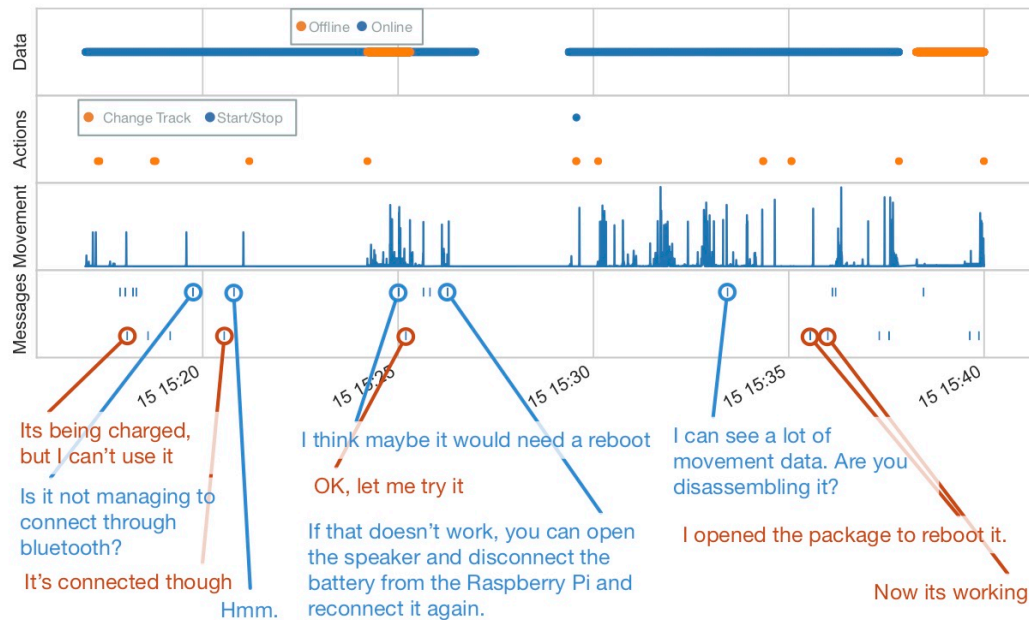 Data
Offline Online
Actions
Change Track Start/Stop
Movement
Messages
15 15:20
15 15:25
15 15:30
15 15:35
15 15:40
Its being charged,
but I can't use it
Is it not managing to
connect through
bluetooth?
It's connected though
Hmm.
I think maybe it would need a reboot
OK, let me try it
If that doesn't work, you can open
the speaker and disconnect the
battery from the Raspberry Pi and
reconnect it again.
I can see a lot of
movement data. Are you
disassembling it?
I opened the package to reboot it.
Now its working